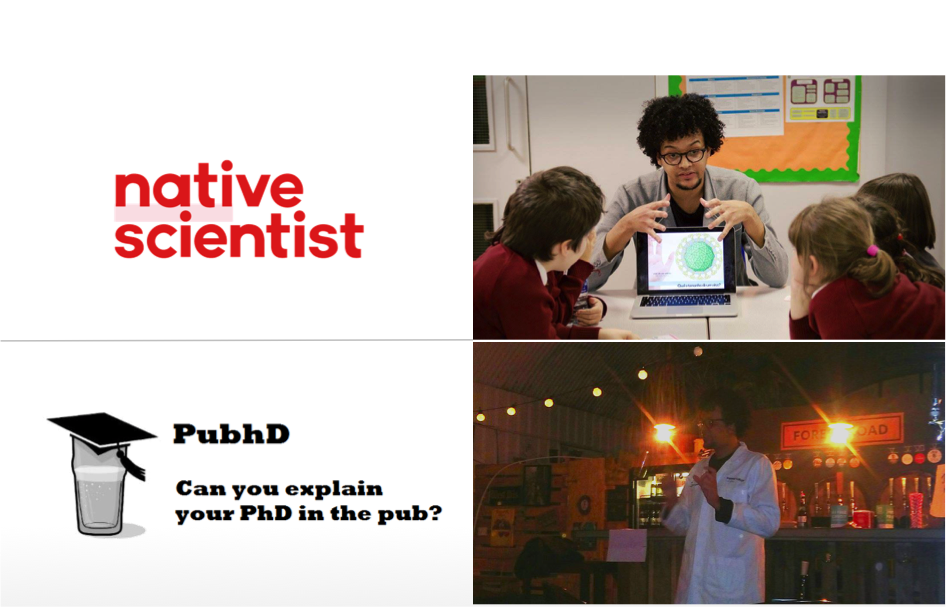 native
scientist
PubhD
Can you explain
your PhD in the pub?